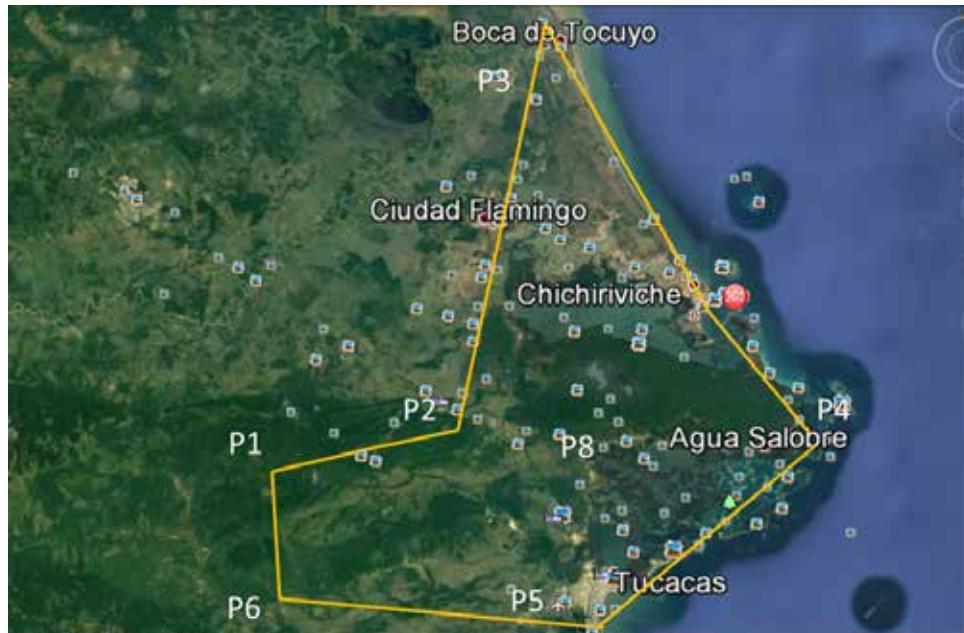 Boca de Tocuyo
P3
Ciudad Flamingo
Chichiriviche
P2
P4
P1
P8
Agua Salobre
Tucacas
P5
P6